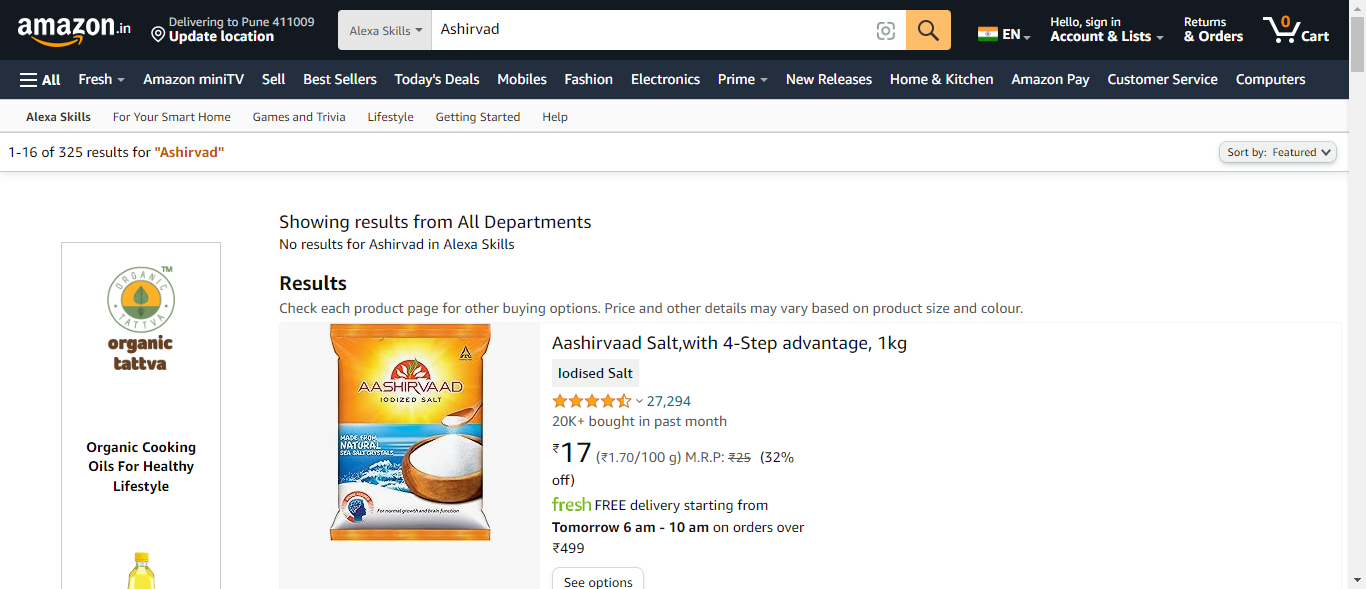 amazon.in
Delivering to Pune 411009
Update location
Alexa Skills
Ashirvad
EN
Hello, sign in
Account & Lists
Returns
& Orders
0
Cart
All
Fresh
Amazon miniTV
Sell
Best Sellers
Today's Deals
Mobiles
Fashion
Electronics
Prime
New Releases
Home & Kitchen
Amazon Pay
Customer Service
Computers
Alexa Skills
For Your Smart Home
Games and Trivia
Lifestyle
Getting Started
Help
1-16 of 325 results for "Ashirvad"
Sort by: Featured
Showing results from All Departments
No results for Ashirvad in Alexa Skills
Results
Check each product page for other buying options. Price and other details may vary based on product size and colour.
ORGANIC
TATTVA
TM
organic
tattva
Organic Cooking
Oils For Healthy
Lifestyle
AASHIRVAAD
IODIZED SALT
MADE FROM
NATURAL
SEA SALT CRYSTALS
For normal growth and brain function
Aashirvaad Salt,with 4-Step advantage, 1kg
Iodised Salt
27,294
20K+ bought in past month
₹17 (₹1.70/100 g) M.R.P: ₹25 (32%
off)
fresh FREE delivery starting from
Tomorrow 6 am - 10 am on orders over
₹499
See options